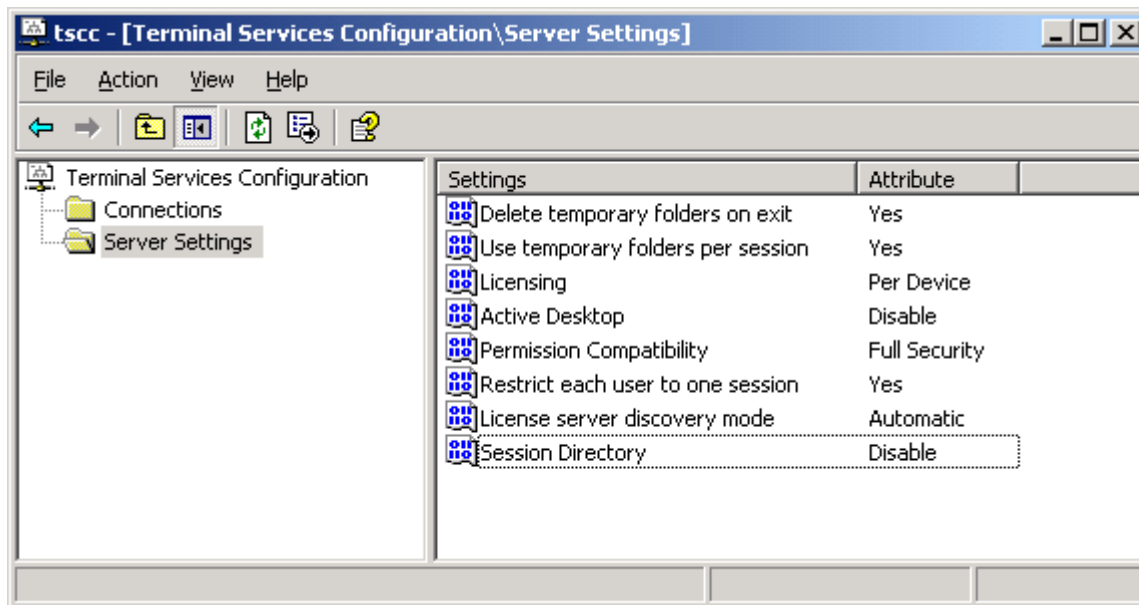 tscc - [Terminal Services Configuration\Server Settings]
File Action View Help
Terminal Services Configuration
Connections
Server Settings
Settings Attribute
Delete temporary folders on exit Yes
Use temporary folders per session Yes
Licensing Per Device
Active Desktop Disable
Permission Compatibility Full Security
Restrict each user to one session Yes
License server discovery mode Automatic
Session Directory Disable